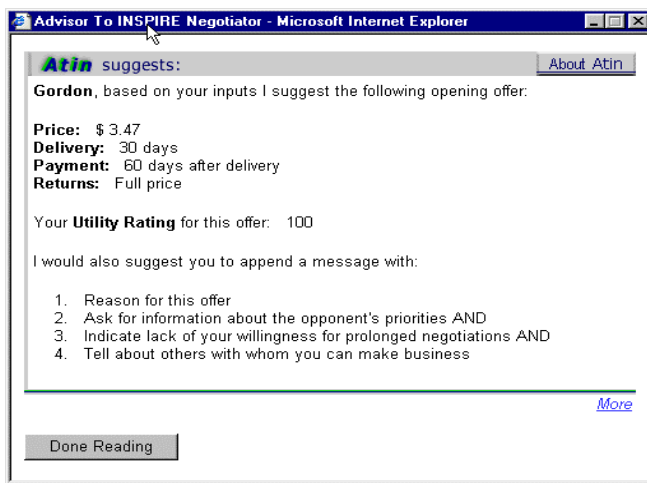 Advisor To INSPIRE Negotiator - Microsoft Internet Explorer
Atin suggests:
About Atin
Gordon, based on your inputs I suggest the following opening offer:
Price: $ 3.47
Delivery: 30 days
Payment: 60 days after delivery
Returns: Full price
Your Utility Rating for this offer: 100
I would also suggest you to append a message with:
1. Reason for this offer
2. Ask for information about the opponent's priorities AND
3. Indicate lack of your willingness for prolonged negotiations AND
4. Tell about others with whom you can make business
More
Done Reading